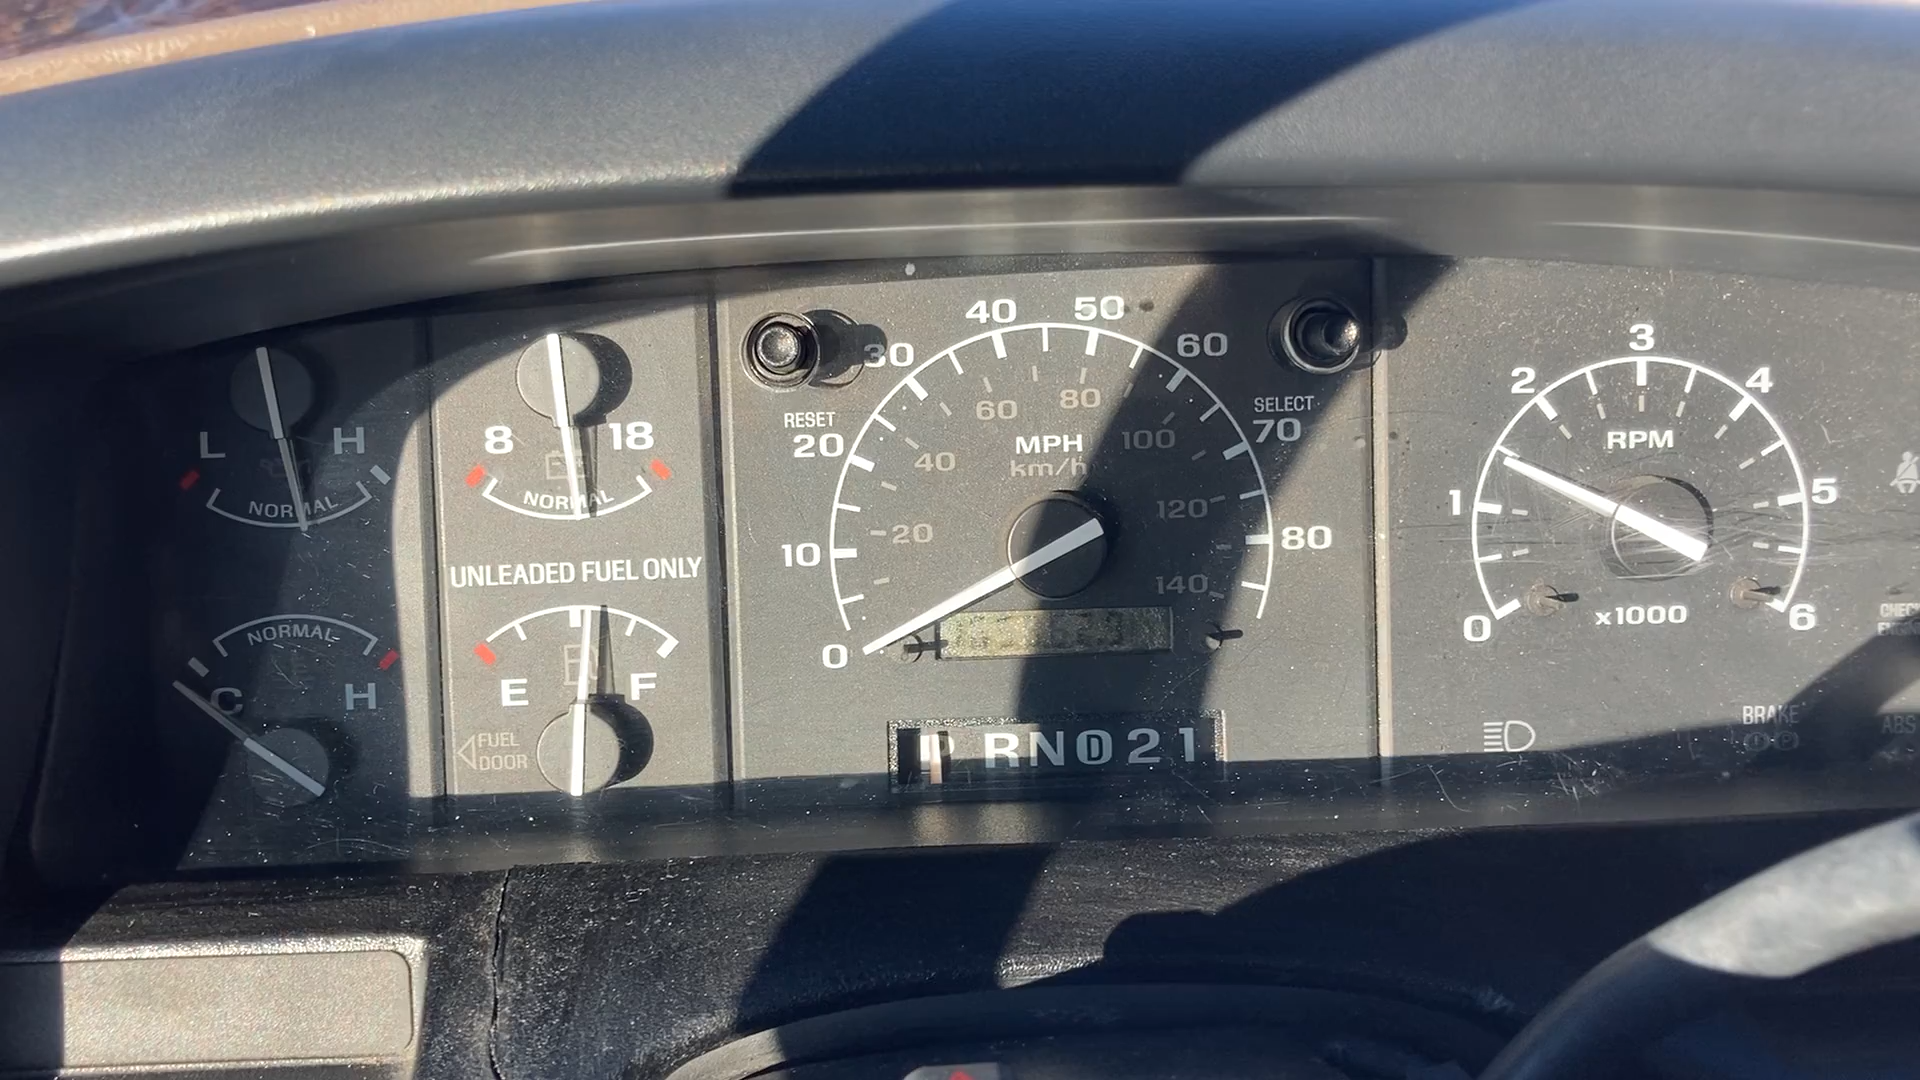 L H
NORMAL
NORMAL
C H
8 18
NORMAL
UNLEADED FUEL ONLY
E F
FUEL
DOOR
RESET
SELECT
0 10 20 30 40 50 60 70 80
MPH
km/h
20 40 60 80 100 120 140
P R N D 2 1
0 1 2 3 4 5 6
RPM
x1000
BRAKE
CHECK
ABS